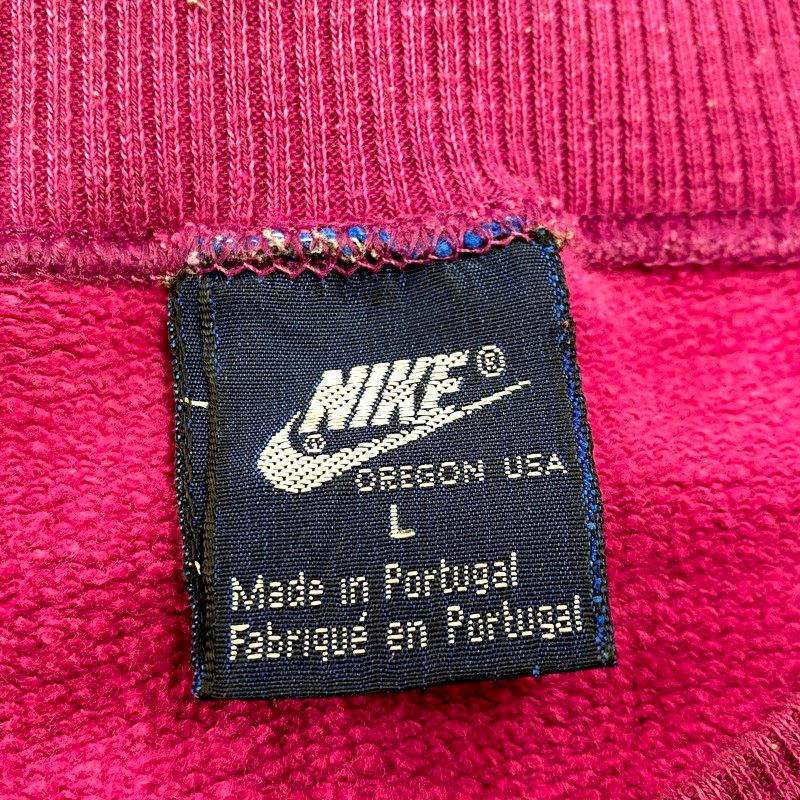 NIKE®
®
OREGON USA
L
Made in Portugal
Fabriqué en Portugal